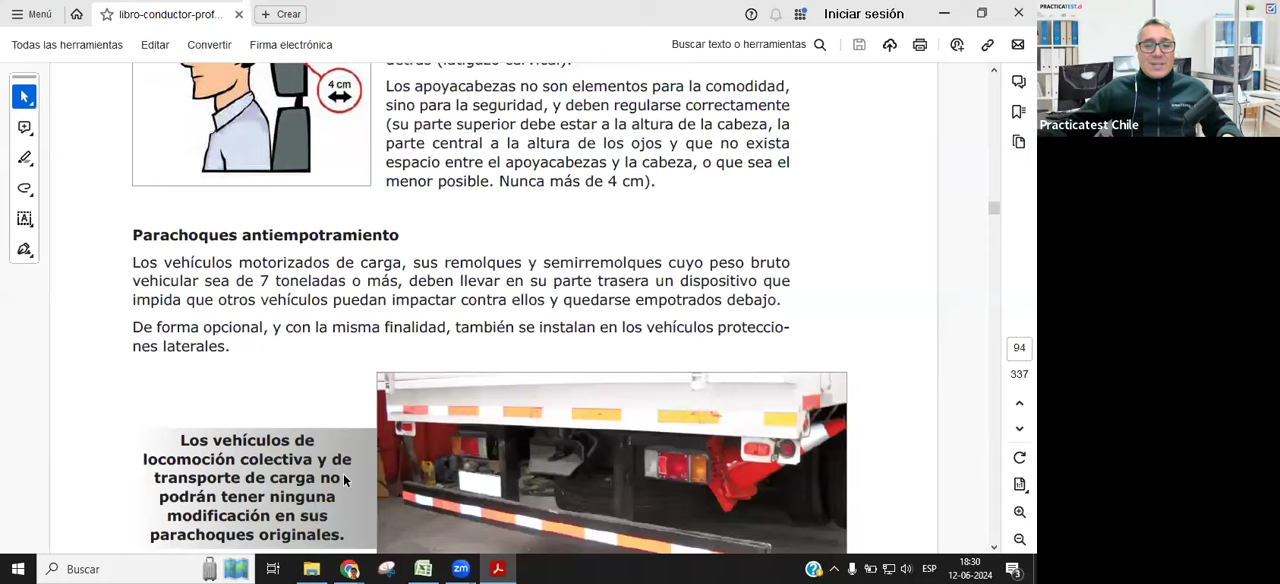 Menú
libro-conductor-prof...
Crear
Iniciar sesión
Todas las herramientas
Editar
Convertir
Firma electrónica
Buscar texto o herramientas
4 cm
Los apoyacabezas no son elementos para la comodidad,
sino para la seguridad, y deben regularse correctamente
(su parte superior debe estar a la altura de la cabeza, la
parte central a la altura de los ojos y que no exista
espacio entre el apoyacabezas y la cabeza, o que sea el
menor posible. Nunca más de 4 cm).
Parachoques antiempotramiento
Los vehículos motorizados de carga, sus remolques y semirremolques cuyo peso bruto
vehicular sea de 7 toneladas o más, deben llevar en su parte trasera un dispositivo que
impida que otros vehículos puedan impactar contra ellos y quedarse empotrados debajo.
De forma opcional, y con la misma finalidad, también se instalan en los vehículos proteccio-
nes laterales.
Los vehículos de
locomoción colectiva y de
transporte de carga no
podrán tener ninguna
modificación en sus
parachoques originales.
94
337
PRACTICATEST.cl
Practicatest Chile
Buscar
ESP
18:30
12-06-2024
3